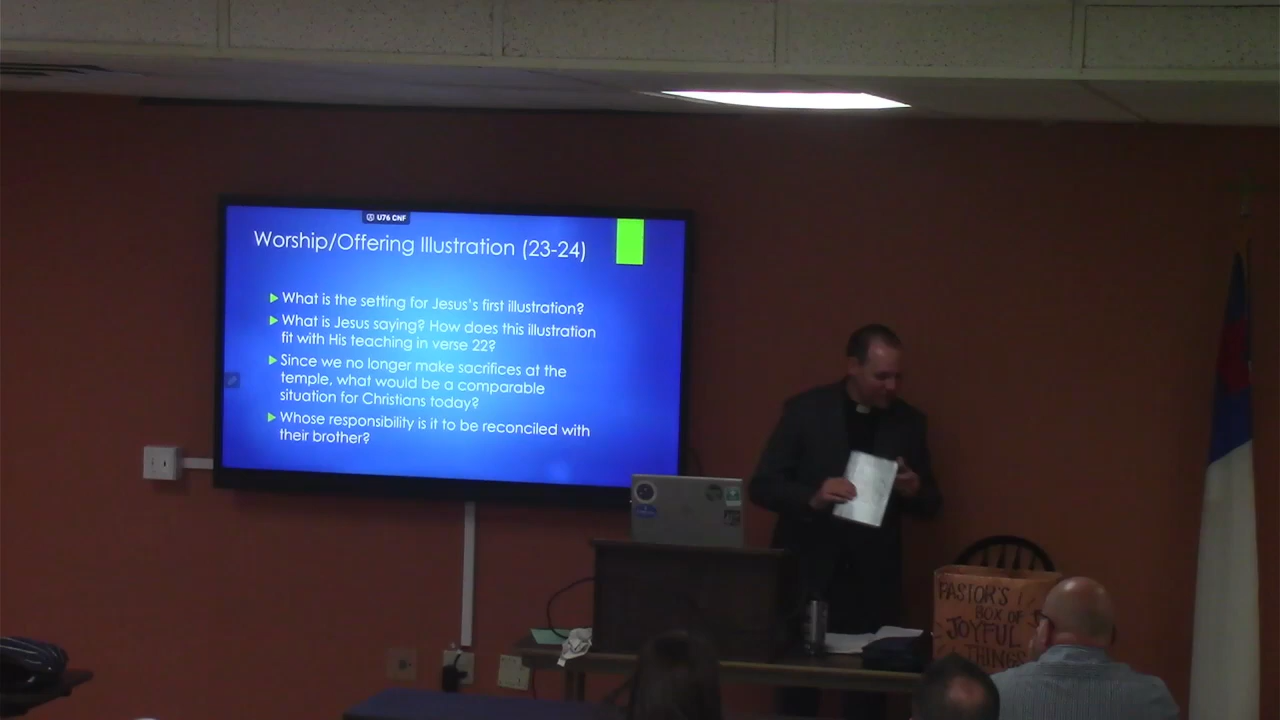 U76 CNF
Worship/Offering Illustration (23-24)
What is the setting for Jesus's first illustration?
What is Jesus saying? How does this illustration
fit with His teaching in verse 22?
Since we no longer make sacrifices at the
temple, what would be a comparable
situation for Christians today?
Whose responsibility is it to be reconciled with
their brother?
PASTOR'S
BOX OF
JOYFUL
THINGS